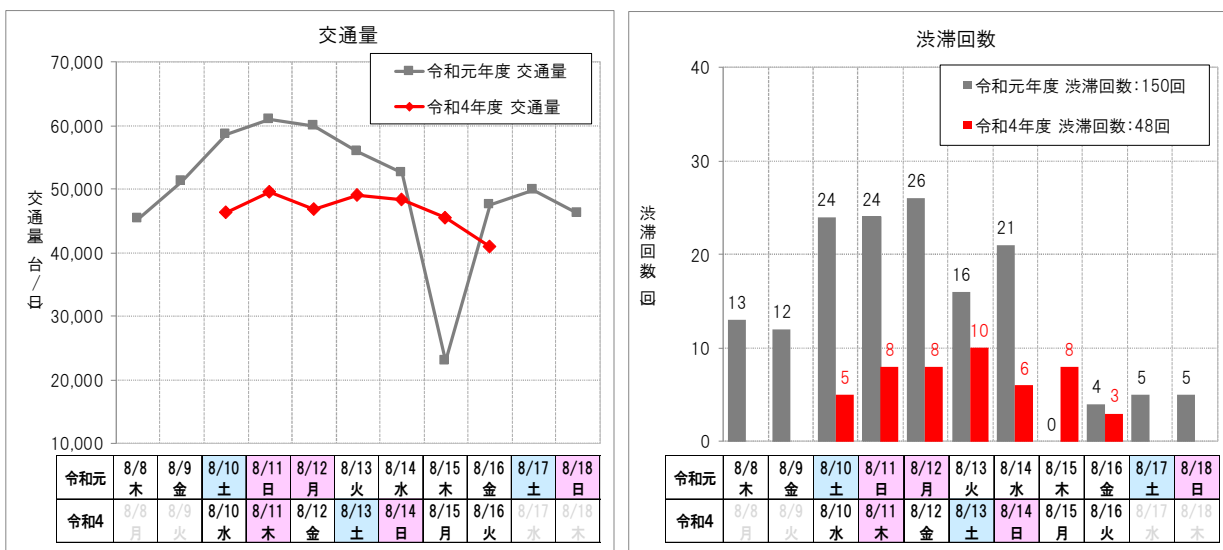 交通量
70,000
60,000
50,000
40,000
30,000
20,000
10,000
交通量(台/日)
令和元年度 交通量
令和4年度 交通量
令和元 8/8 8/9 8/10 8/11 8/12 8/13 8/14 8/15 8/16 8/17 8/18
木 金 土 日 月 火 水 木 金 土 日
令和4 8/8 8/9 8/10 8/11 8/12 8/13 8/14 8/15 8/16 8/17 8/18
月 火 水 木 金 土 日 月 火 水 木
渋滞回数
40
30
20
10
0
渋滞回数(回)
令和元年度 渋滞回数:150回
令和4年度 渋滞回数:48回
13 12 24 24 26 16 21 0 4 5 5
5 8 8 10 6 8 3
令和元 8/8 8/9 8/10 8/11 8/12 8/13 8/14 8/15 8/16 8/17 8/18
木 金 土 日 月 火 水 木 金 土 日
令和4 8/8 8/9 8/10 8/11 8/12 8/13 8/14 8/15 8/16 8/17 8/18
月 火 水 木 金 土 日 月 火 水 木